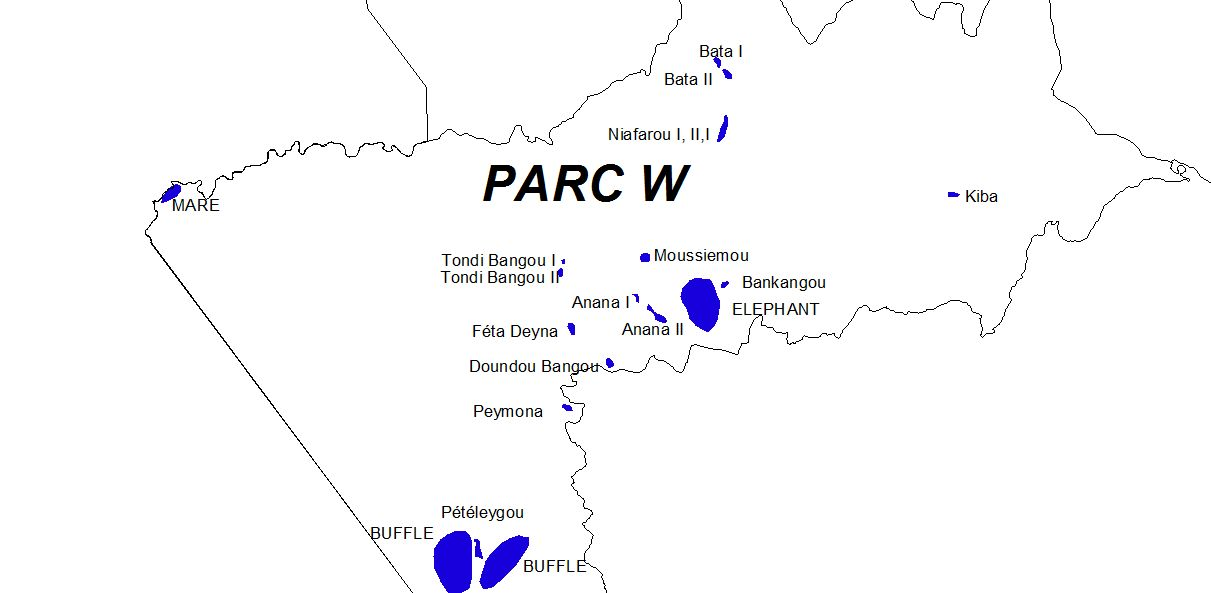 Bata I
Bata II
Niafarou I, II,I
PARC W
MARE
Kiba
Tondi Bangou I
Moussiemou
Tondi Bangou II
Bankangou
Anana I
ELEPHANT
Anana II
Féta Deyna
Doundou Bangou
Peymona
Pétéleygou
BUFFLE
BUFFLE